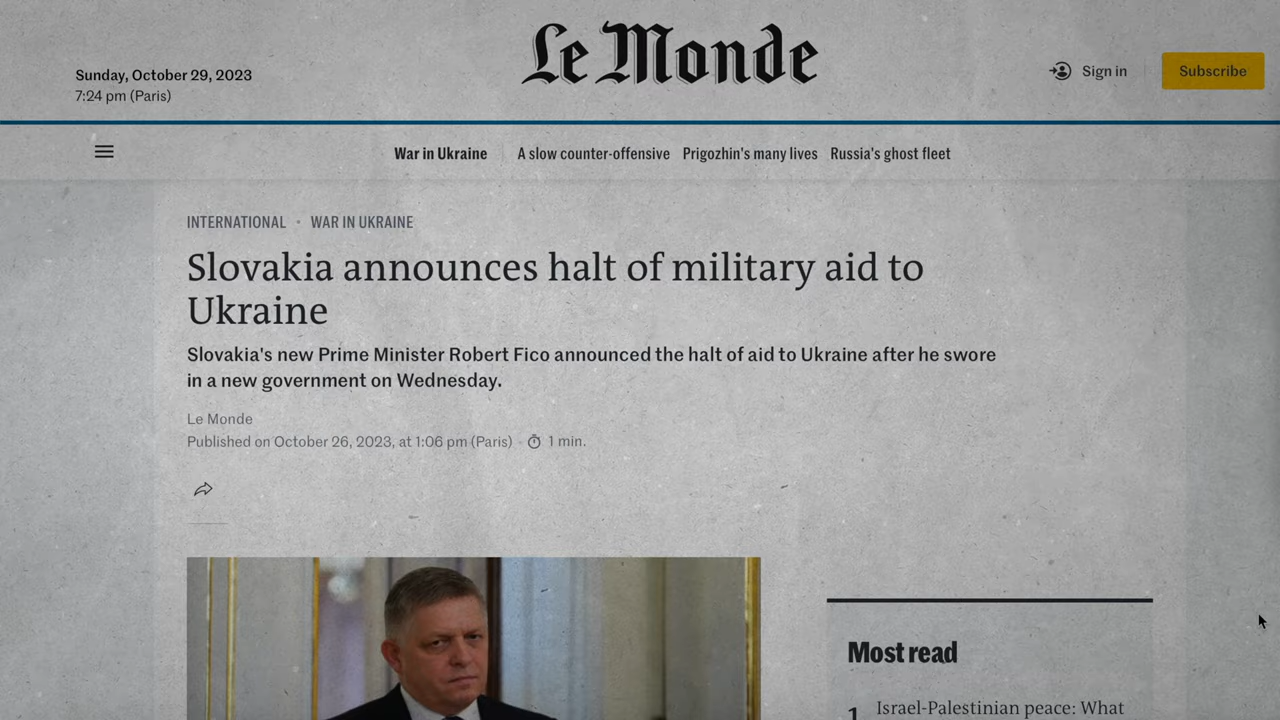 Le Monde
Sunday, October 29, 2023
7:24 pm (Paris)
Sign in
Subscribe
War in Ukraine
A slow counter-offensive
Prigozhin's many lives
Russia's ghost fleet
INTERNATIONAL • WAR IN UKRAINE
Slovakia announces halt of military aid to
Ukraine
Slovakia's new Prime Minister Robert Fico announced the halt of aid to Ukraine after he swore
in a new government on Wednesday.
Le Monde
Published on October 26, 2023, at 1:06 pm (Paris) · 1 min.
Most read
1 Israel-Palestinian peace: What